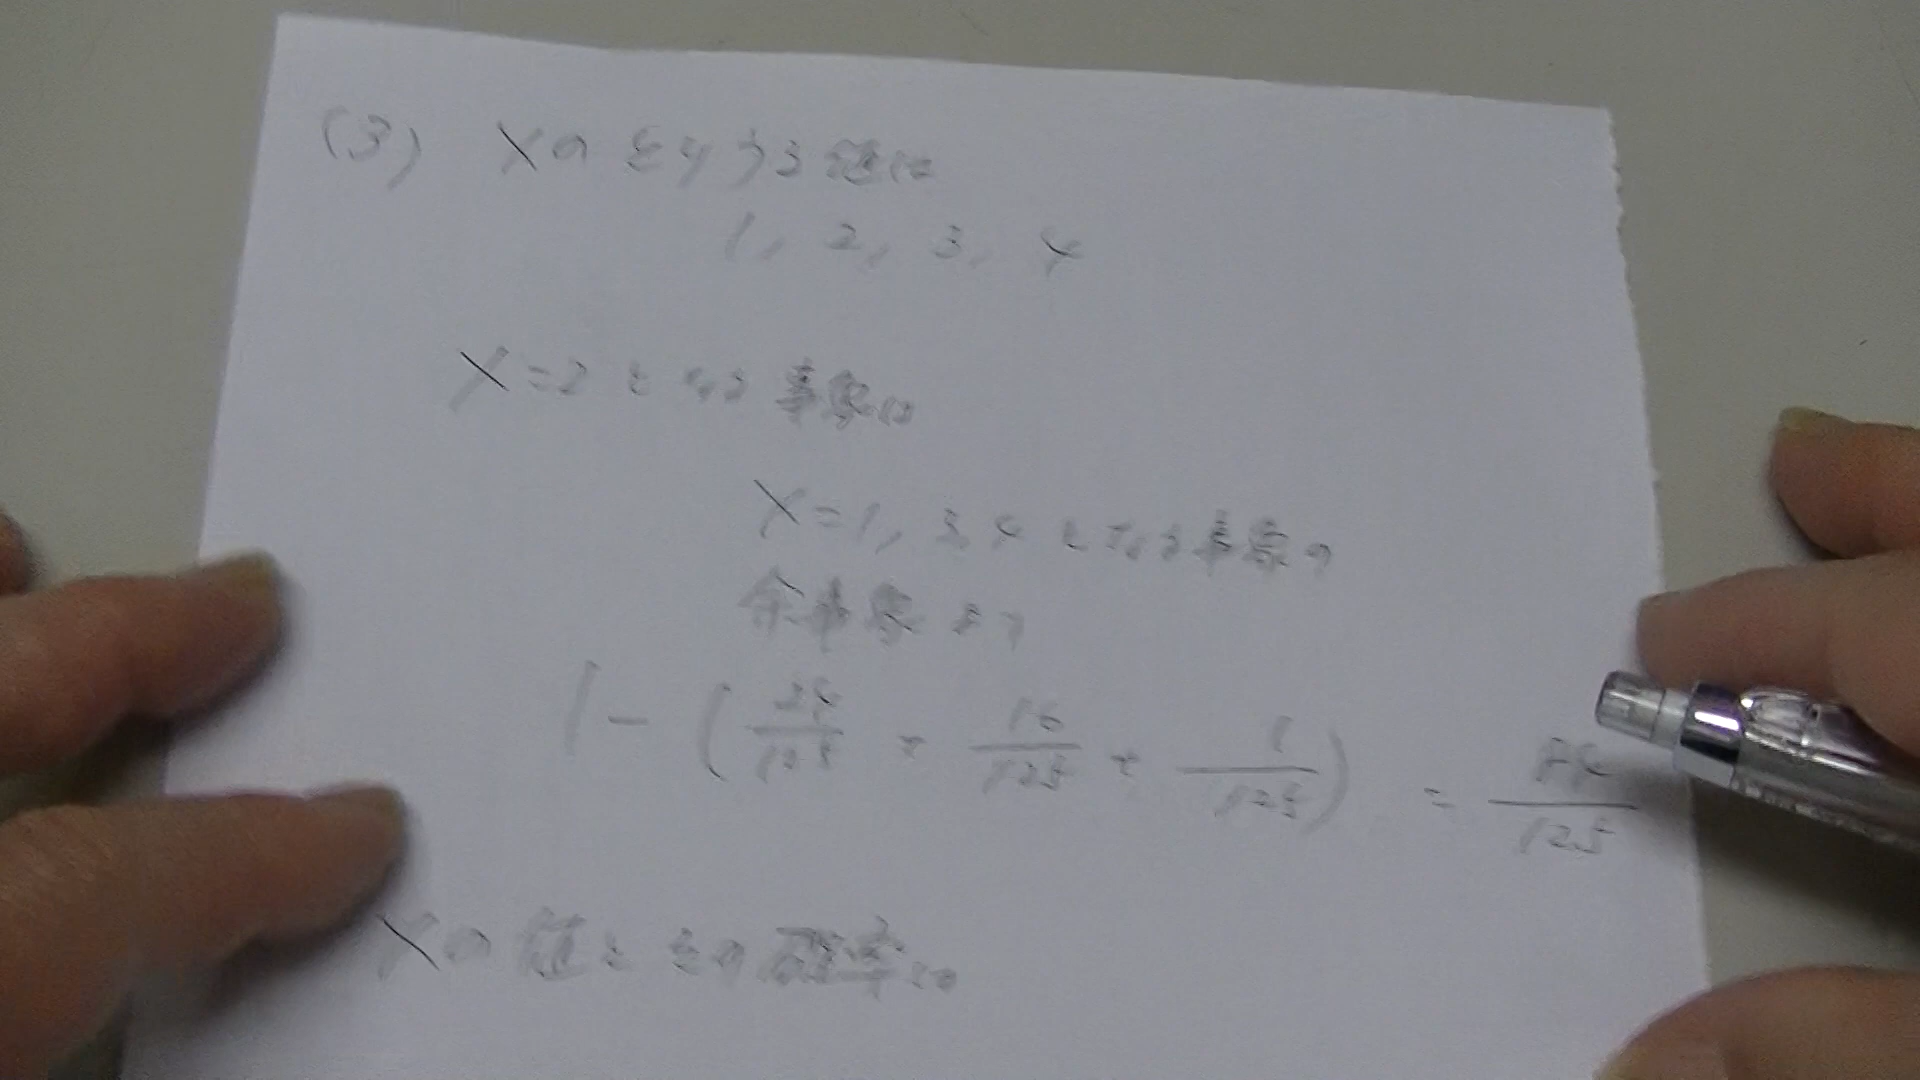 (3) Xのとりうる値は
1, 2, 3, 4
X=2となる事象は
X=1, 3, 4となる事象の
余事象より
1 - ( 24/125 + 16/125 + 1/125 ) = 84/125
Xの値とその確率は